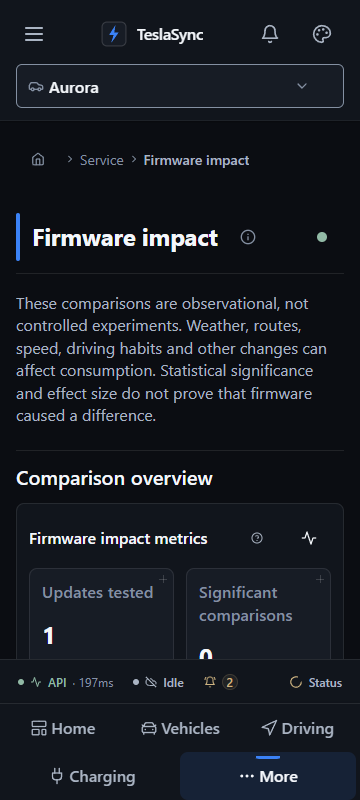 TeslaSync
Aurora
Service > Firmware impact
Firmware impact
These comparisons are observational, not
controlled experiments. Weather, routes,
speed, driving habits and other changes can
affect consumption. Statistical significance
and effect size do not prove that firmware
caused a difference.
Comparison overview
Firmware impact metrics
Updates tested
1
Significant
comparisons
0
API · 197ms Idle 2 Status
Home Vehicles Driving
Charging More